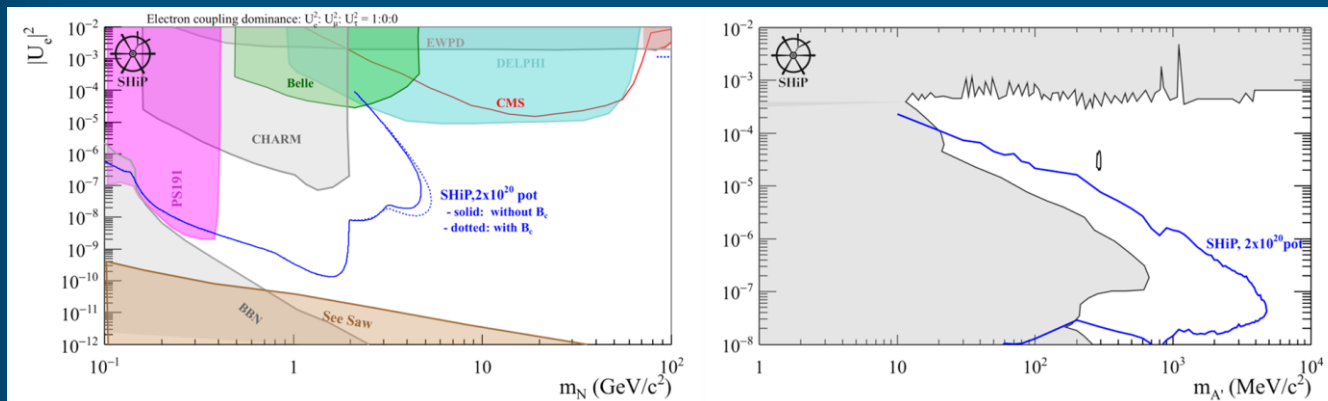 Electron coupling dominance: U²ₑ: U²μ: U²τ = 1:0:0
|Uₑ|²
10⁻²
10⁻³
10⁻⁴
10⁻⁵
10⁻⁶
10⁻⁷
10⁻⁸
10⁻⁹
10⁻¹⁰
10⁻¹¹
10⁻¹²
SHiP
EWPD
DELPHI
Belle
CMS
CHARM
PS191
SHiP,2x10²⁰ pot
- solid: without B_c
- dotted: with B_c
BBN
See Saw
10⁻¹
1
10
10²
m_N (GeV/c²)
10⁻²
10⁻³
10⁻⁴
10⁻⁵
10⁻⁶
10⁻⁷
10⁻⁸
SHiP
SHiP, 2x10²⁰pot
1
10
10²
10³
10⁴
m_A' (MeV/c²)